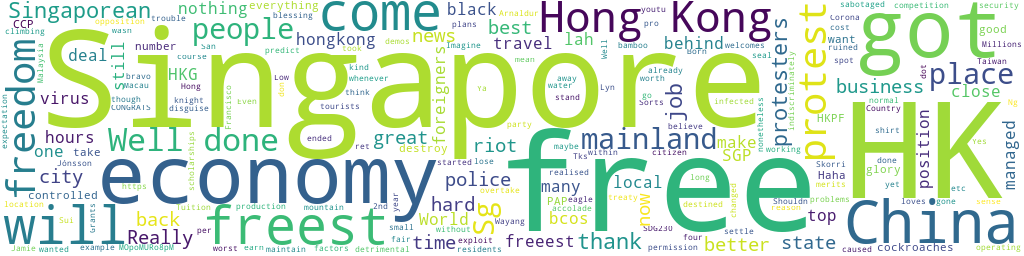 Singapore
HK
free
economy
got
China
Hong Kong
come
will
freest
freedom
protest
mainland
Well done
people
place
Singaporean
nothing
hongkong
news
black
best
travel
lah
behind
protesters
business
close
position
job
foreigners
deal
still
HKG
virus
hours
one
take
city
controlled
back
Really
great
riot
police
hard
many
time
sg
local
now
make
SGP
better
state
top
thank
freeest
bcos
World
PAP
cockroaches
CCP
climbing
opposition
trouble
number
San
predict
everything
blessing
took
demos
Arnaldur
plans
Imagine
whenever
think
tourists
Low
kind
mean
youtu
pro
bamboo
Well
Born
dot
welcomes
seal
Corona
cost
want
ruined
sabotaged
competition
security
Millions
Taiwan
good
spot
go
normal
Country
shirt
HKPF
knight
disguise
bravo
Macau
though
CONGRATS
course
Francisco
Even
Malaysia
already
worth
away
water
stand
Lyn
Sorts
Ya
infected
indiscriminately
nonetheless
believe
party
ended
ret
destroy
started
lose
realised
within
citizen
maybe
Tks
working
overtake
without
treaty
long
destined
changed
settle
permission
four
SDG230
fair
Wayang
accolade
eagle
exploit
residents
small
year
2nd
mountain
production
https
scholarships
tuition
Grants
per
worst
earn
maintain
factors
detrimental
example
MOpoMURo8pM
Jamie
wanted
location
Sui
Jónsson
expectation
Skorri
Haha
Shouldn
merits
problems
reason
glory
yet
etc
done
managed
Yes
bg
loves
gone
sense
caused
operating